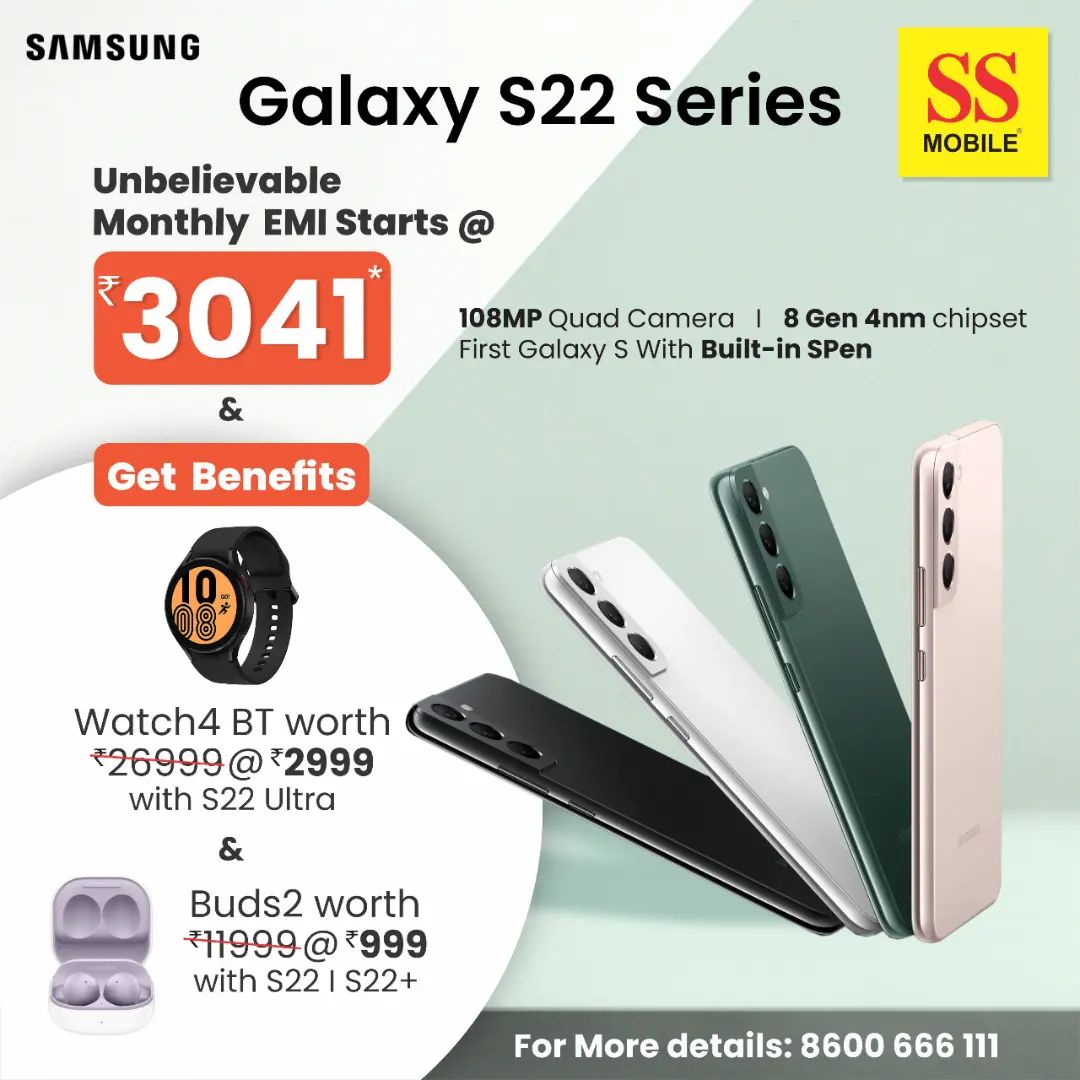 SAMSUNG
Galaxy S22 Series
SS
MOBILE®
Unbelievable
Monthly EMI Starts @
₹3041*
108MP Quad Camera I 8 Gen 4nm chipset
First Galaxy S With Built-in SPen
&
Get Benefits
10
08
Watch4 BT worth
₹26999 @ ₹2999
with S22 Ultra
&
Buds2 worth
₹11999 @ ₹999
with S22 I S22+
SAMSUNG
For More details: 8600 666 111